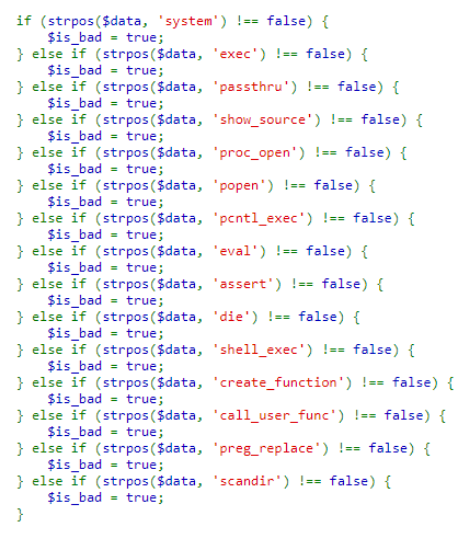 if (strpos($data, 'system') !== false) {
    $is_bad = true;
} else if (strpos($data, 'exec') !== false) {
    $is_bad = true;
} else if (strpos($data, 'passthru') !== false) {
    $is_bad = true;
} else if (strpos($data, 'show_source') !== false) {
    $is_bad = true;
} else if (strpos($data, 'proc_open') !== false) {
    $is_bad = true;
} else if (strpos($data, 'popen') !== false) {
    $is_bad = true;
} else if (strpos($data, 'pcntl_exec') !== false) {
    $is_bad = true;
} else if (strpos($data, 'eval') !== false) {
    $is_bad = true;
} else if (strpos($data, 'assert') !== false) {
    $is_bad = true;
} else if (strpos($data, 'die') !== false) {
    $is_bad = true;
} else if (strpos($data, 'shell_exec') !== false) {
    $is_bad = true;
} else if (strpos($data, 'create_function') !== false) {
    $is_bad = true;
} else if (strpos($data, 'call_user_func') !== false) {
    $is_bad = true;
} else if (strpos($data, 'preg_replace') !== false) {
    $is_bad = true;
} else if (strpos($data, 'scandir') !== false) {
    $is_bad = true;
}